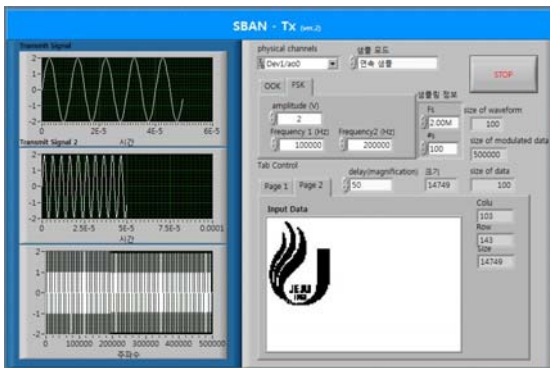 SBAN - Tx (ver.2)
Transmit Signal
2
1
0
-1
-2
0 2E-5 4E-5 6E-5
시간
Transmit Signal 2
2
1
0
-1
-2
0 2.5E-5 5E-5 7.5E-5 0.0001
시간
2
1
0
-1
-2
0 100000 200000 300000 400000 500000
주파수
physical channels 샘플 모드
Dev1/ao0 연속 샘플
STOP
OOK FSK
샘플링 정보
amplitude (V)
2
Fs
2.00M
size of waveform
100
Frequency 1 (Hz) Frequency2 (Hz)
100000 200000
#s
100
size of modulated data
500000
Tab Control
delay(magnification) 크기 size of data
Page 1 Page 2
50 14749 100
Input Data
Colu
103
Row
143
Size
14749
JEJU
1952